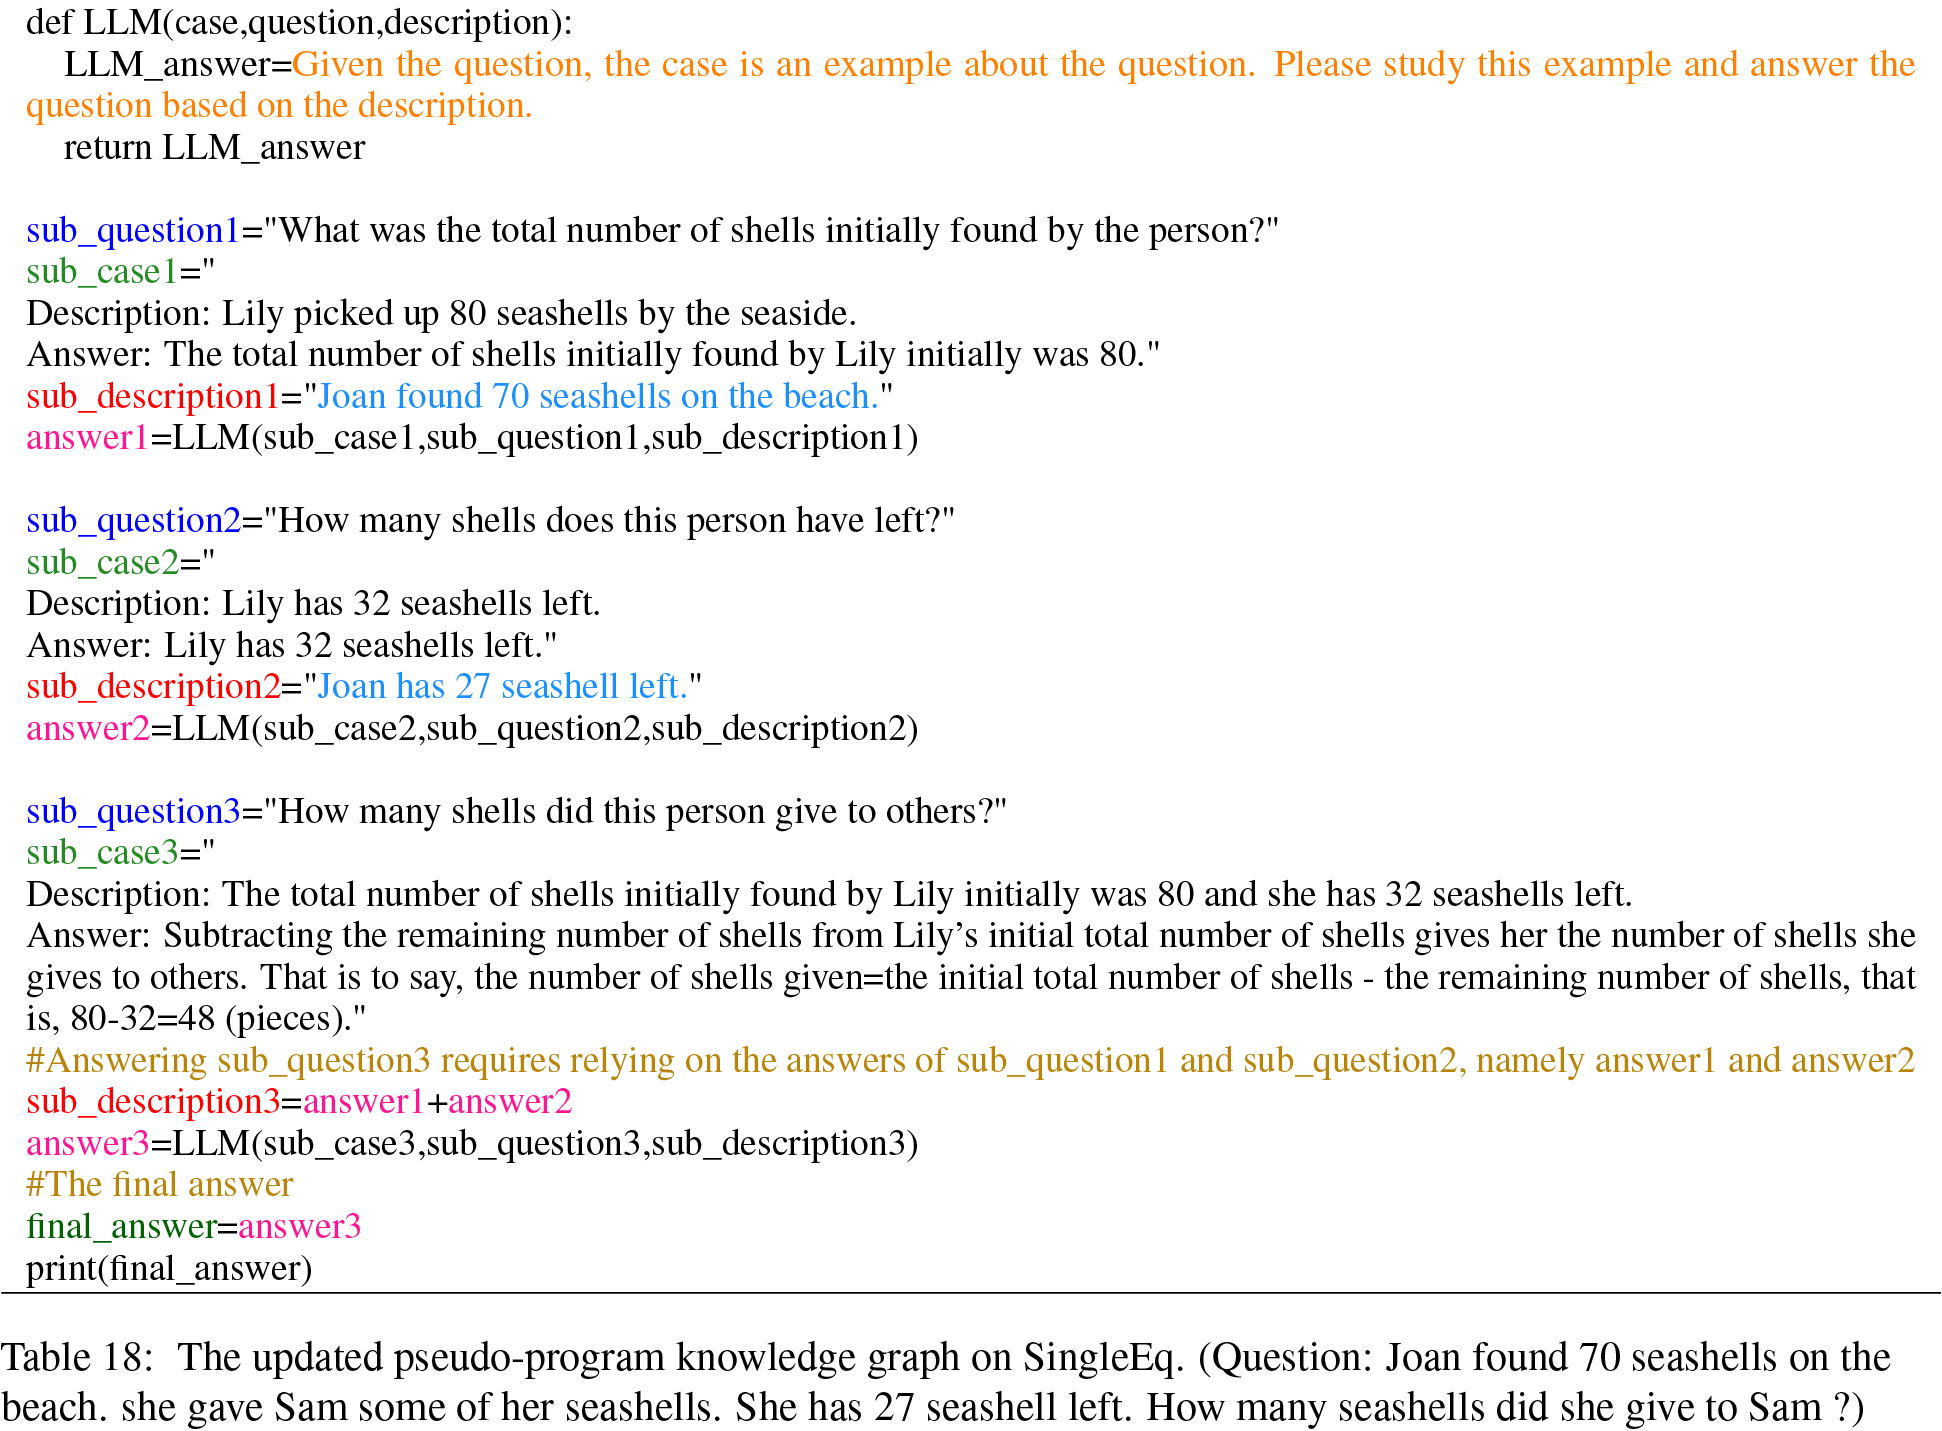 def LLM(case,question,description):
LLM_answer=Given the question, the case is an example about the question. Please study this example and answer the
question based on the description.
return LLM_answer
sub_question1="What was the total number of shells initially found by the person?"
sub_case1="
Description: Lily picked up 80 seashells by the seaside.
Answer: The total number of shells initially found by Lily initially was 80."
sub_description1="Joan found 70 seashells on the beach."
answer1=LLM(sub_case1,sub_question1,sub_description1)
sub_question2="How many shells does this person have left?"
sub_case2="
Description: Lily has 32 seashells left.
Answer: Lily has 32 seashells left."
sub_description2="Joan has 27 seashell left."
answer2=LLM(sub_case2,sub_question2,sub_description2)
sub_question3="How many shells did this person give to others?"
sub_case3="
Description: The total number of shells initially found by Lily initially was 80 and she has 32 seashells left.
Answer: Subtracting the remaining number of shells from Lily's initial total number of shells gives her the number of shells she
gives to others. That is to say, the number of shells given=the initial total number of shells - the remaining number of shells, that
is, 80-32=48 (pieces)."
#Answering sub_question3 requires relying on the answers of sub_question1 and sub_question2, namely answer1 and answer2
sub_description3=answer1+answer2
answer3=LLM(sub_case3,sub_question3,sub_description3)
#The final answer
final_answer=answer3
print(final_answer)
Table 18: The updated pseudo-program knowledge graph on SingleEq. (Question: Joan found 70 seashells on the
beach. she gave Sam some of her seashells. She has 27 seashell left. How many seashells did she give to Sam ?)